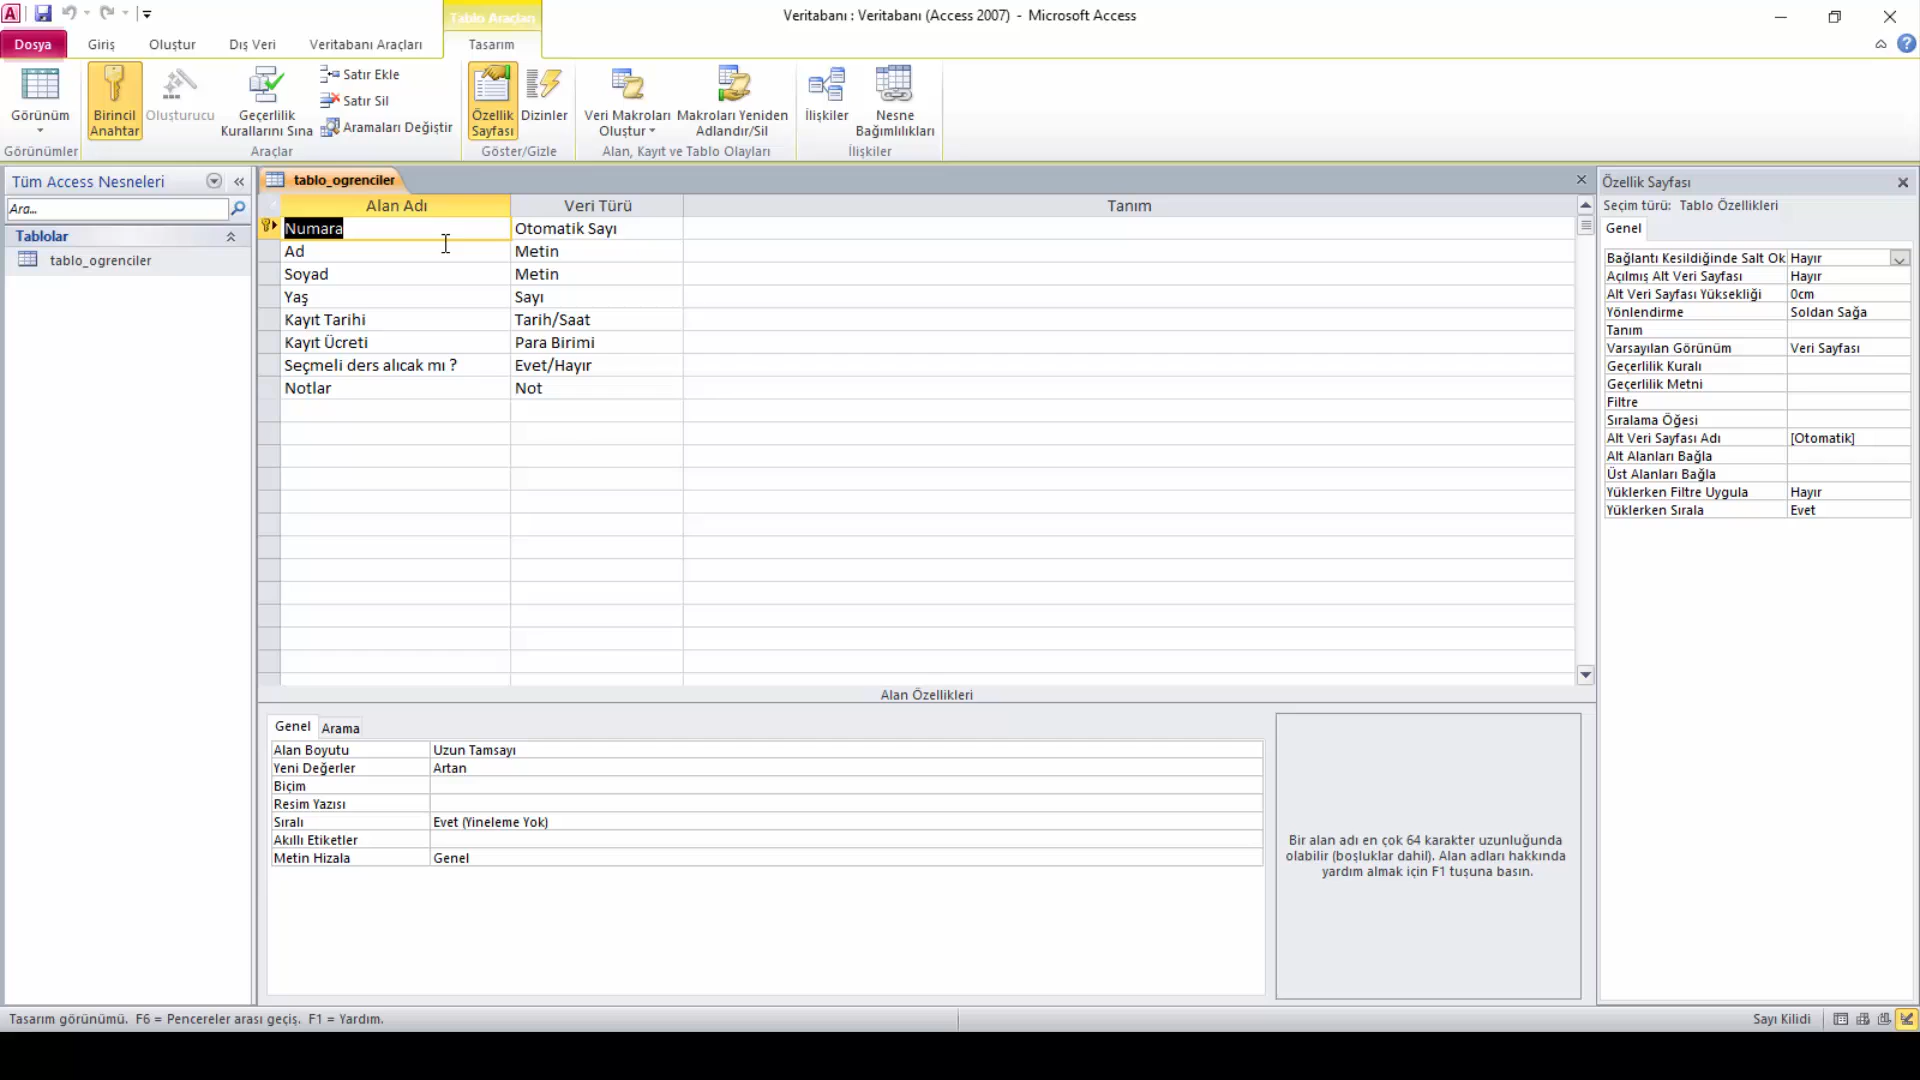 Tablo Araçları
Veritabanı : Veritabanı (Access 2007) - Microsoft Access
Dosya
Giriş
Oluştur
Dış Veri
Veritabanı Araçları
Tasarım
Görünüm
Birincil Anahtar
Oluşturucu
Geçerlilik Kurallarını Sına
Satır Ekle
Satır Sil
Aramaları Değiştir
Özellik Sayfası
Dizinler
Veri Makroları Oluştur
Makroları Yeniden Adlandır/Sil
İlişkiler
Nesne Bağımlılıkları
Görünümler
Araçlar
Göster/Gizle
Alan, Kayıt ve Tablo Olayları
İlişkiler
Tüm Access Nesneleri
Ara...
Tablolar
tablo_ogrenciler
tablo_ogrenciler
Alan Adı Veri Türü Tanım
Numara Otomatik Sayı
Ad Metin
Soyad Metin
Yaş Sayı
Kayıt Tarihi Tarih/Saat
Kayıt Ücreti Para Birimi
Seçmeli ders alıcak mı ? Evet/Hayır
Notlar Not
Alan Özellikleri
Genel Arama
Alan Boyutu Uzun Tamsayı
Yeni Değerler Artan
Biçim
Resim Yazısı
Sıralı Evet (Yineleme Yok)
Akıllı Etiketler
Metin Hizala Genel
Bir alan adı en çok 64 karakter uzunluğunda
olabilir (boşluklar dahil). Alan adları hakkında
yardım almak için F1 tuşuna basın.
Özellik Sayfası
Seçim türü: Tablo Özellikleri
Genel
Bağlantı Kesildiğinde Salt Ok Hayır
Açılmış Alt Veri Sayfası Hayır
Alt Veri Sayfası Yüksekliği 0cm
Yönlendirme Soldan Sağa
Tanım
Varsayılan Görünüm Veri Sayfası
Geçerlilik Kuralı
Geçerlilik Metni
Filtre
Sıralama Öğesi
Alt Veri Sayfası Adı [Otomatik]
Alt Alanları Bağla
Üst Alanları Bağla
Yüklerken Filtre Uygula Hayır
Yüklerken Sırala Evet
Tasarım görünümü. F6 = Pencereler arası geçiş. F1 = Yardım.
Sayı Kilidi